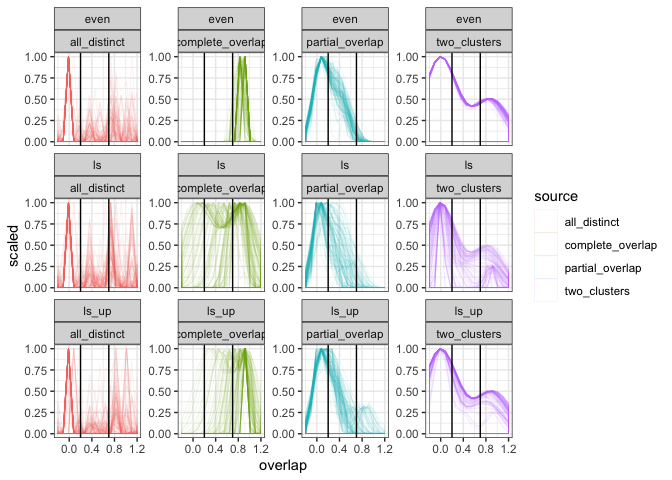 even even even even
all_distinct complete_overlap partial_overlap two_clusters
1.00
0.75
0.50
0.25
0.00
ls ls ls ls
all_distinct complete_overlap partial_overlap two_clusters
1.00
0.75
0.50
0.25
0.00
ls_up ls_up ls_up ls_up
all_distinct complete_overlap partial_overlap two_clusters
1.00
0.75
0.50
0.25
0.00
0.0 0.4 0.8 1.2 0.0 0.4 0.8 1.2 0.0 0.4 0.8 1.2 0.0 0.4 0.8 1.2
overlap
scaled
source
all_distinct
complete_overlap
partial_overlap
two_clusters